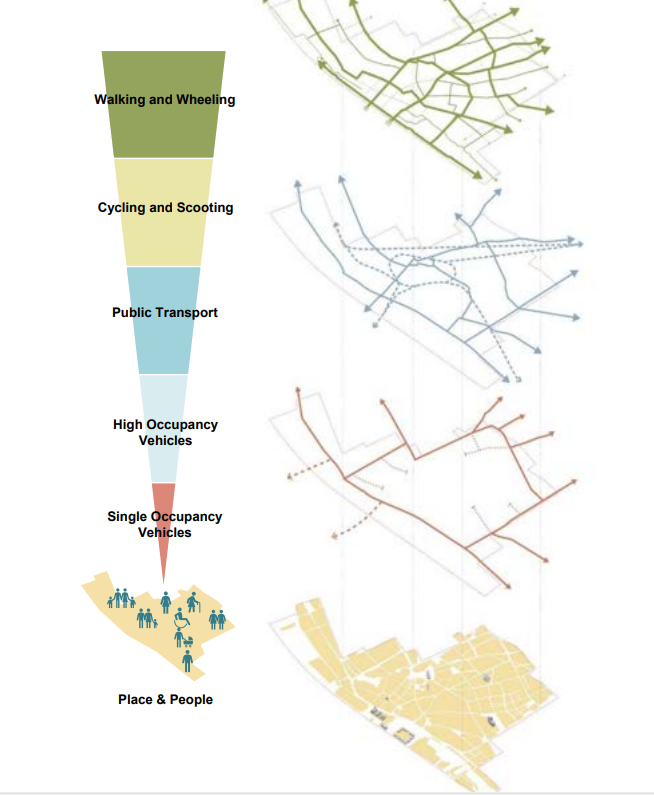 Walking and Wheeling
Cycling and Scooting
Public Transport
High Occupancy
Vehicles
Single Occupancy
Vehicles
Place & People